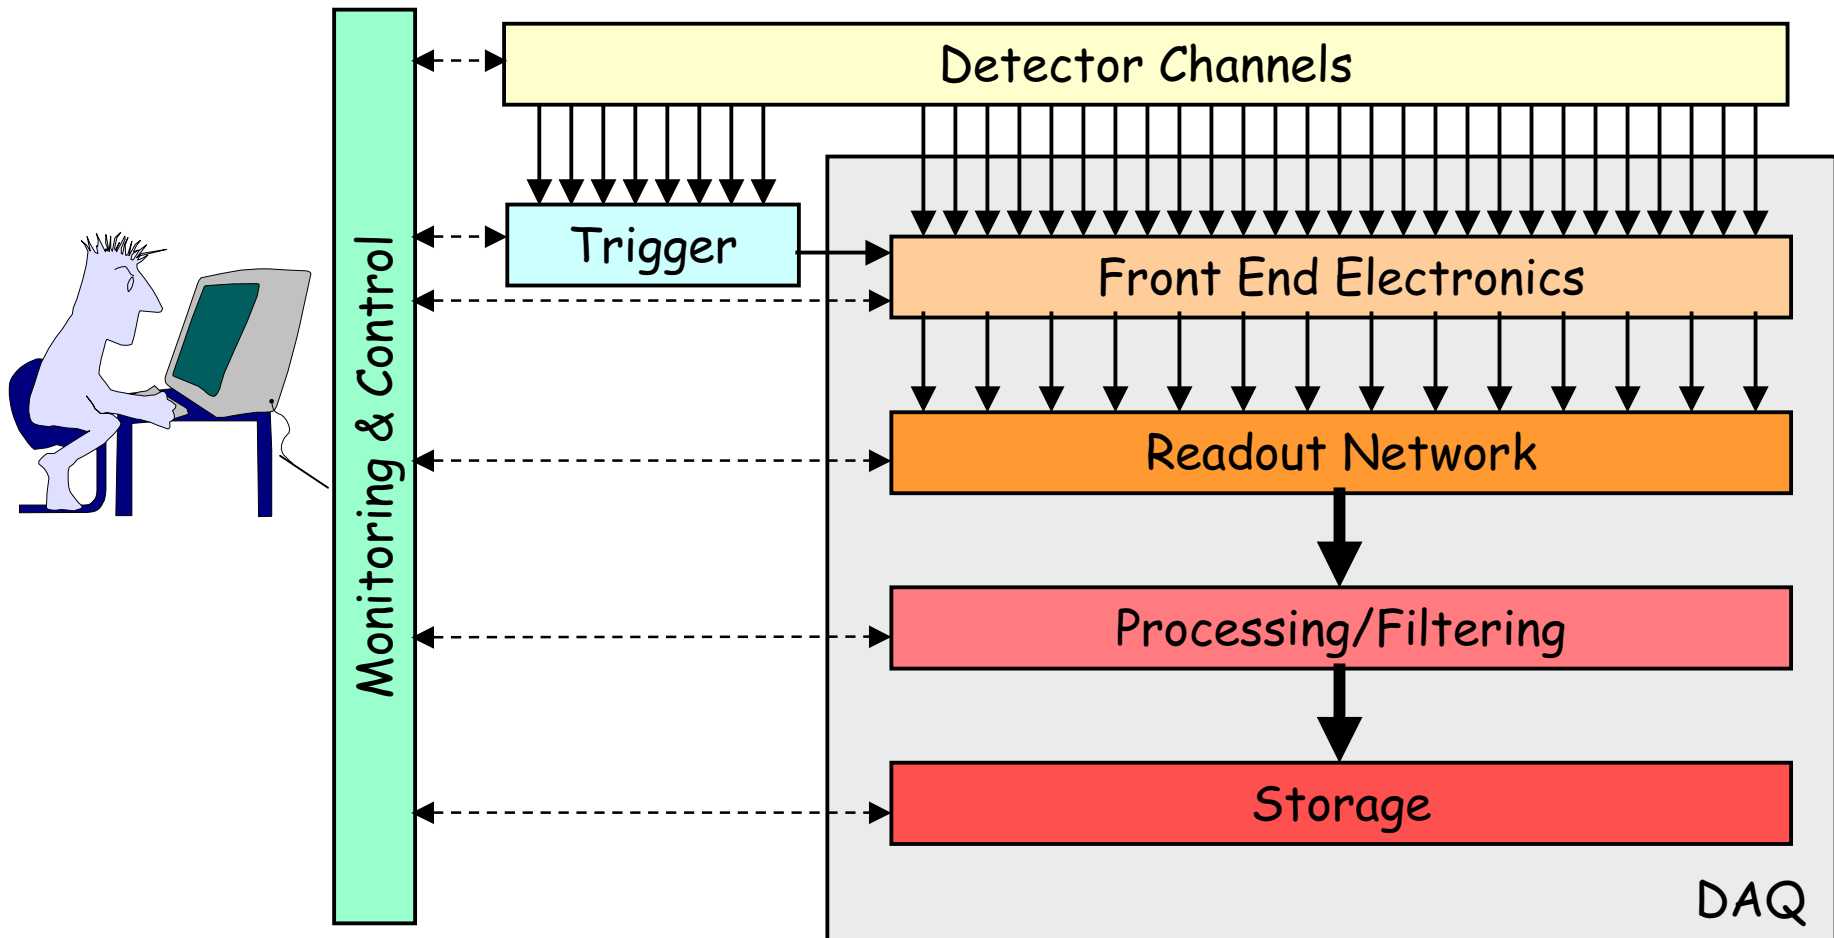 Detector Channels
Trigger
Front End Electronics
Monitoring & Control
Readout Network
Processing/Filtering
Storage
DAQ